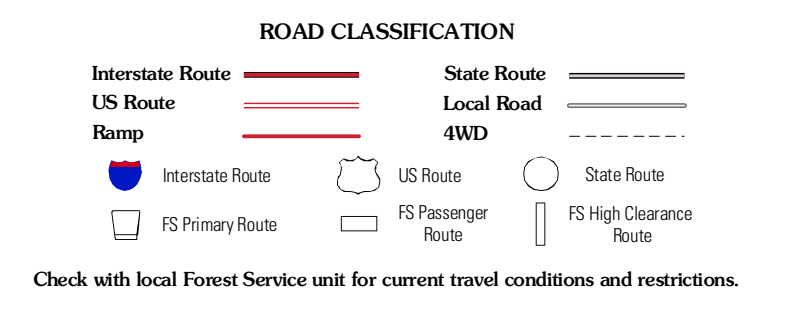 ROAD CLASSIFICATION
Interstate Route
State Route
US Route
Local Road
Ramp
4WD
Interstate Route
US Route
State Route
FS Primary Route
FS Passenger
Route
FS High Clearance
Route
Check with local Forest Service unit for current travel conditions and restrictions.